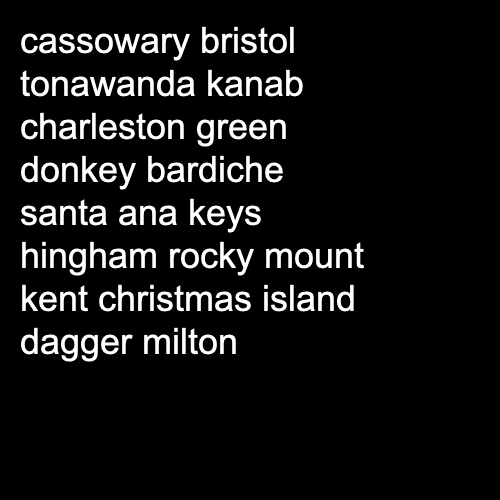 cassowary bristol
tonawanda kanab
charleston green
donkey bardiche
santa ana keys
hingham rocky mount
kent christmas island
dagger milton